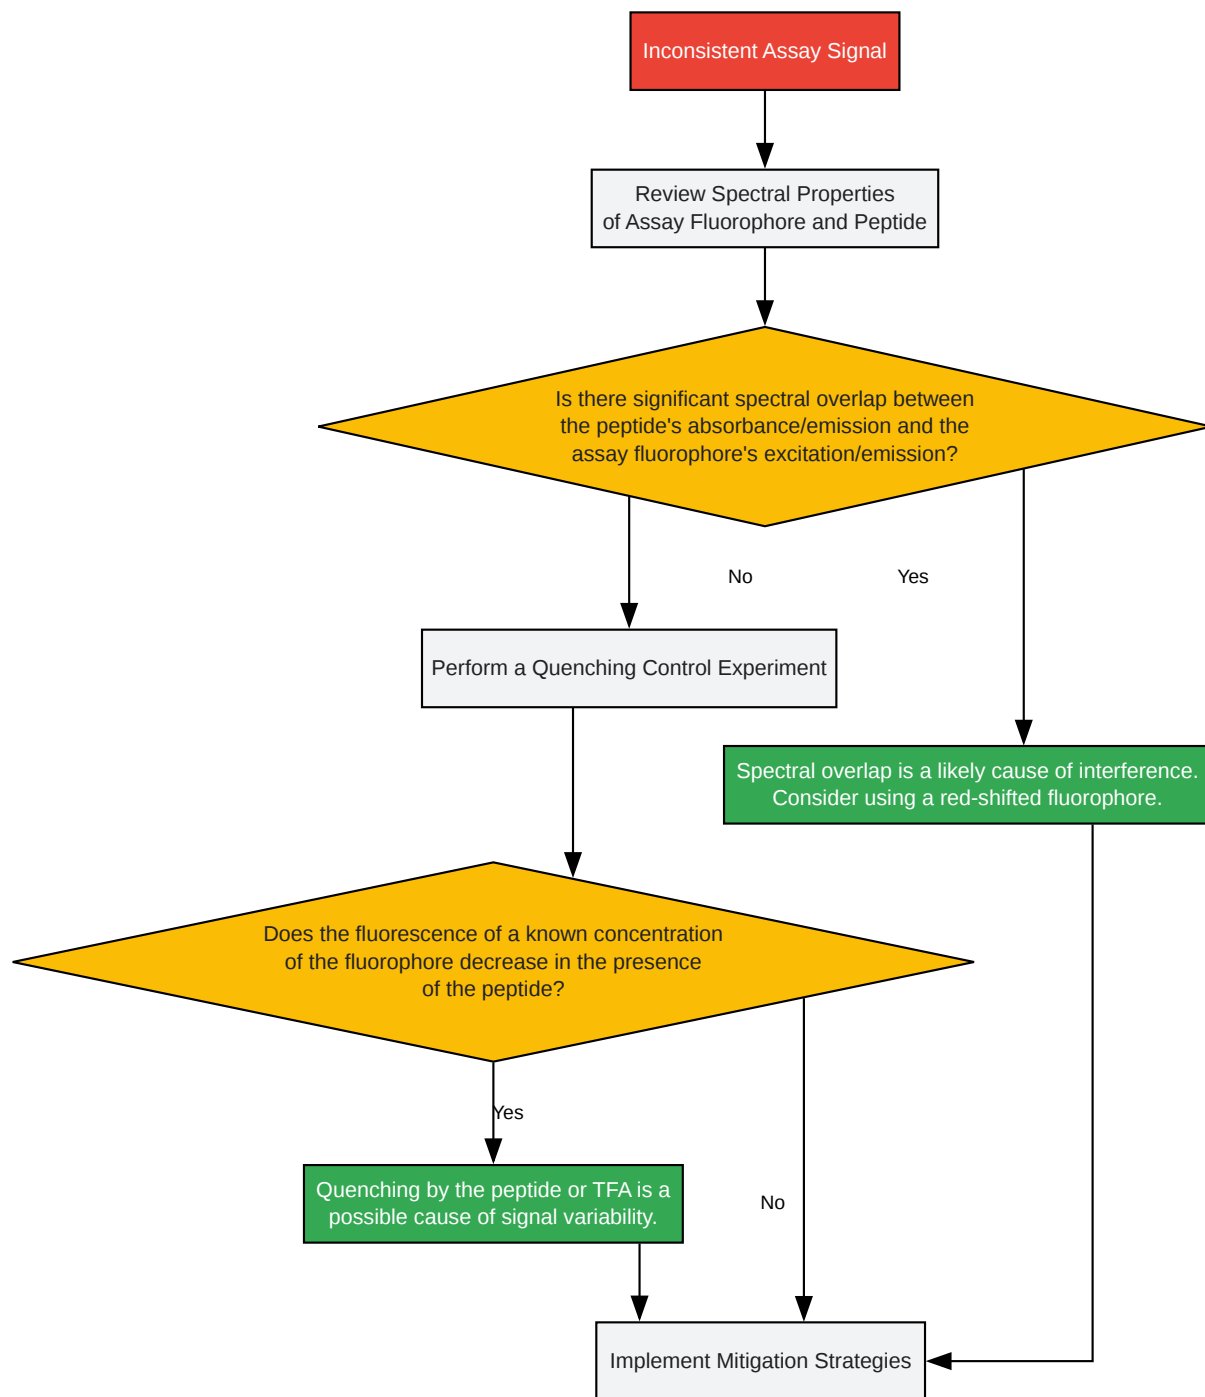 Inconsistent Assay Signal
Review Spectral Properties
of Assay Fluorophore and Peptide
Is there significant spectral overlap between
the peptide's absorbance/emission and the
assay fluorophore's excitation/emission?
No
Yes
Perform a Quenching Control Experiment
Spectral overlap is a likely cause of interference.
Consider using a red-shifted fluorophore.
Does the fluorescence of a known concentration
of the fluorophore decrease in the presence
of the peptide?
Yes
Quenching by the peptide or TFA is a
possible cause of signal variability.
No
Implement Mitigation Strategies